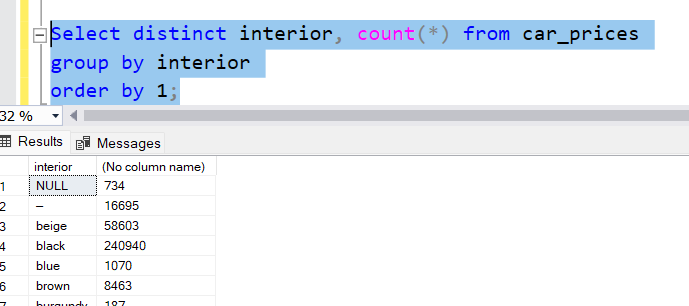 Select distinct interior, count(*) from car_prices
group by interior
order by 1;
32 %
Results Messages
interior (No column name)
1 NULL 734
2 – 16695
3 beige 58603
4 black 240940
5 blue 1070
6 brown 8463
7 burgundy 187